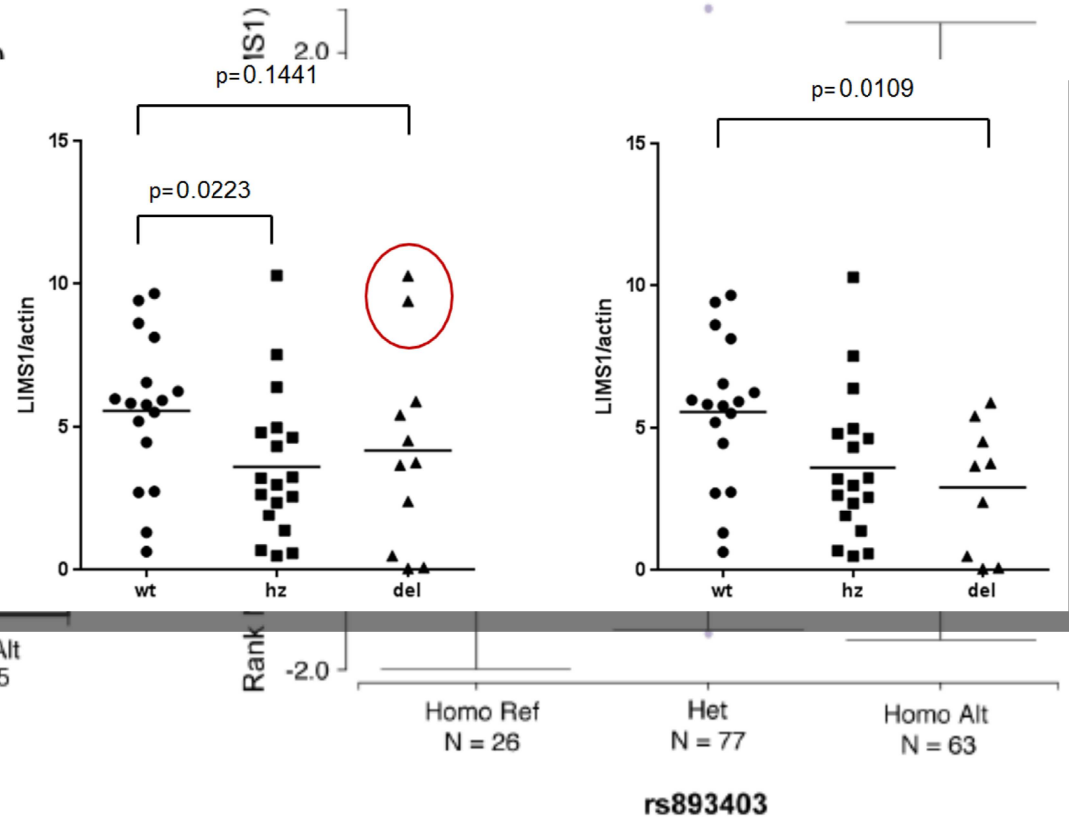 2.0
p=0.1441
p=0.0223
15
10
5
0
LIMS1/actin
wt
hz
del
p=0.0109
15
10
5
0
LIMS1/actin
wt
hz
del
Alt
5
Rank
-2.0
Homo Ref
N = 26
Het
N = 77
Homo Alt
N = 63
rs893403